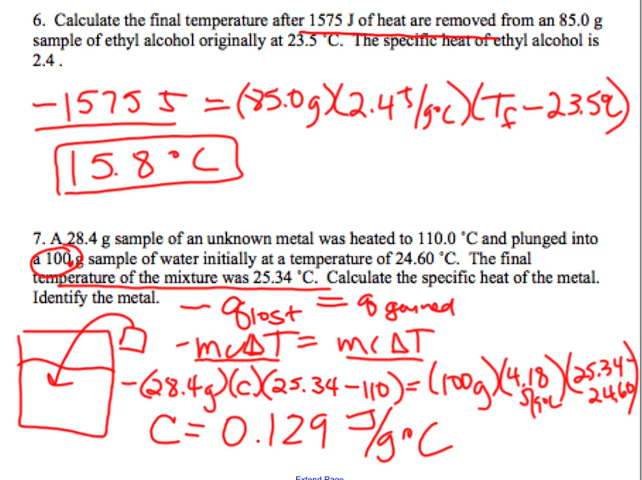 6. Calculate the final temperature after 1575 J of heat are removed from an 85.0 g
sample of ethyl alcohol originally at 23.5 ˚C. The specific heat of ethyl alcohol is
2.4 .
-1575 J = (85.0g)(2.4 J/g°C)(Tf - 23.5°C)
15.8 °C
7. A 28.4 g sample of an unknown metal was heated to 110.0 ˚C and plunged into
a 100 g sample of water initially at a temperature of 24.60 ˚C. The final
temperature of the mixture was 25.34 ˚C. Calculate the specific heat of the metal.
Identify the metal.
- q lost = q gained
-mcΔT = mcΔT
-(28.4g)(c)(25.34-110) = (100g)(4.18 J/g°C)(25.34-24.60)
C = 0.129 J/g°C
Extend Page